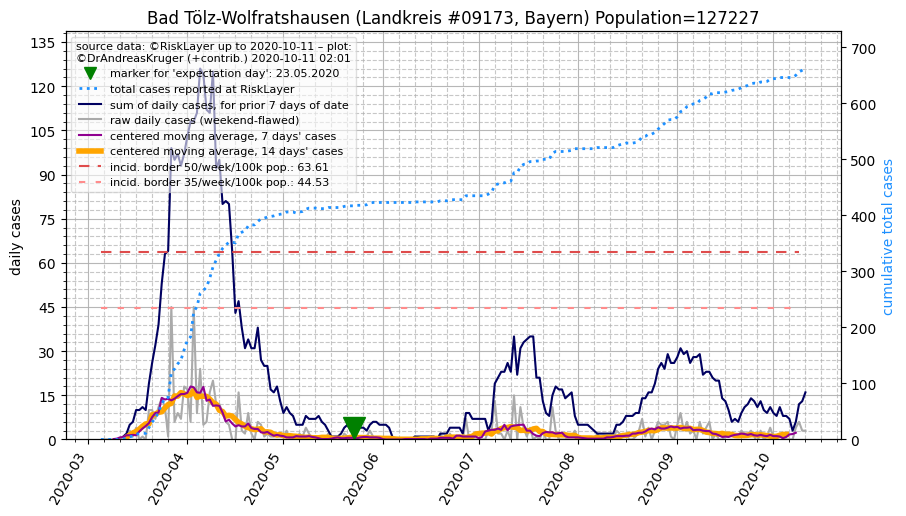 Bad Tölz-Wolfratshausen (Landkreis #09173, Bayern) Population=127227
source data: ©RiskLayer up to 2020-10-11 – plot:
©DrAndreasKruger (+contrib.) 2020-10-11 02:01
marker for 'expectation day': 23.05.2020
total cases reported at RiskLayer
sum of daily cases, for prior 7 days of date
raw daily cases (weekend-flawed)
centered moving average, 7 days' cases
centered moving average, 14 days' cases
incid. border 50/week/100k pop.: 63.61
incid. border 35/week/100k pop.: 44.53
daily cases
135
120
105
90
75
60
45
30
15
0
cumulative total cases
700
600
500
400
300
200
100
0
2020-03
2020-04
2020-05
2020-06
2020-07
2020-08
2020-09
2020-10